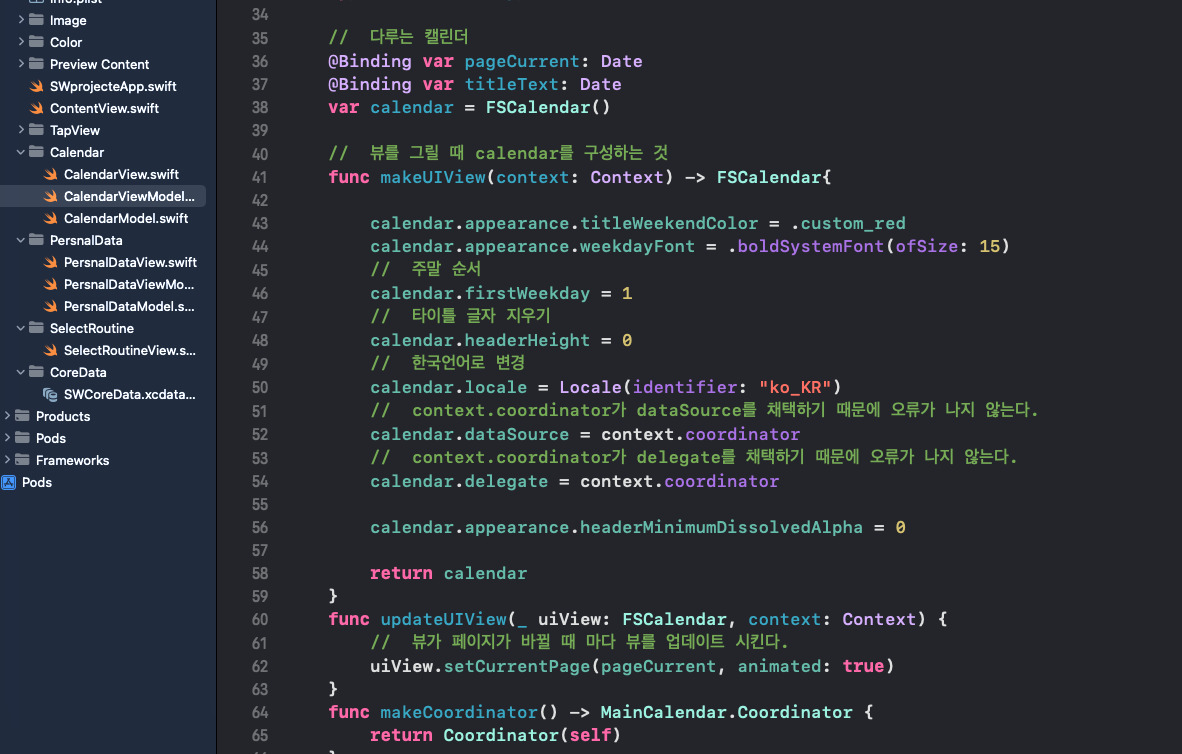 Info.plist
Image
Color
Preview Content
SWprojecteApp.swift
ContentView.swift
TapView
Calendar
CalendarView.swift
CalendarViewModel...
CalendarModel.swift
PersnalData
PersnalDataView.swift
PersnalDataViewMo...
PersnalDataModel.s...
SelectRoutine
SelectRoutineView.s...
CoreData
SWCoreData.xcdata...
Products
Pods
Frameworks
Pods
34
35 // 다루는 캘린더
36 @Binding var pageCurrent: Date
37 @Binding var titleText: Date
38 var calendar = FSCalendar()
39
40 // 뷰를 그릴 때 calendar를 구성하는 것
41 func makeUIView(context: Context) -> FSCalendar{
42
43 calendar.appearance.titleWeekendColor = .custom_red
44 calendar.appearance.weekdayFont = .boldSystemFont(ofSize: 15)
45 // 주말 순서
46 calendar.firstWeekday = 1
47 // 타이틀 글자 지우기
48 calendar.headerHeight = 0
49 // 한국언어로 변경
50 calendar.locale = Locale(identifier: "ko_KR")
51 // context.coordinator가 dataSource를 채택하기 때문에 오류가 나지 않는다.
52 calendar.dataSource = context.coordinator
53 // context.coordinator가 delegate를 채택하기 때문에 오류가 나지 않는다.
54 calendar.delegate = context.coordinator
55
56 calendar.appearance.headerMinimumDissolvedAlpha = 0
57
58 return calendar
59 }
60 func updateUIView(_ uiView: FSCalendar, context: Context) {
61 // 뷰가 페이지가 바뀔 때 마다 뷰를 업데이트 시킨다.
62 uiView.setCurrentPage(pageCurrent, animated: true)
63 }
64 func makeCoordinator() -> MainCalendar.Coordinator {
65 return Coordinator(self)